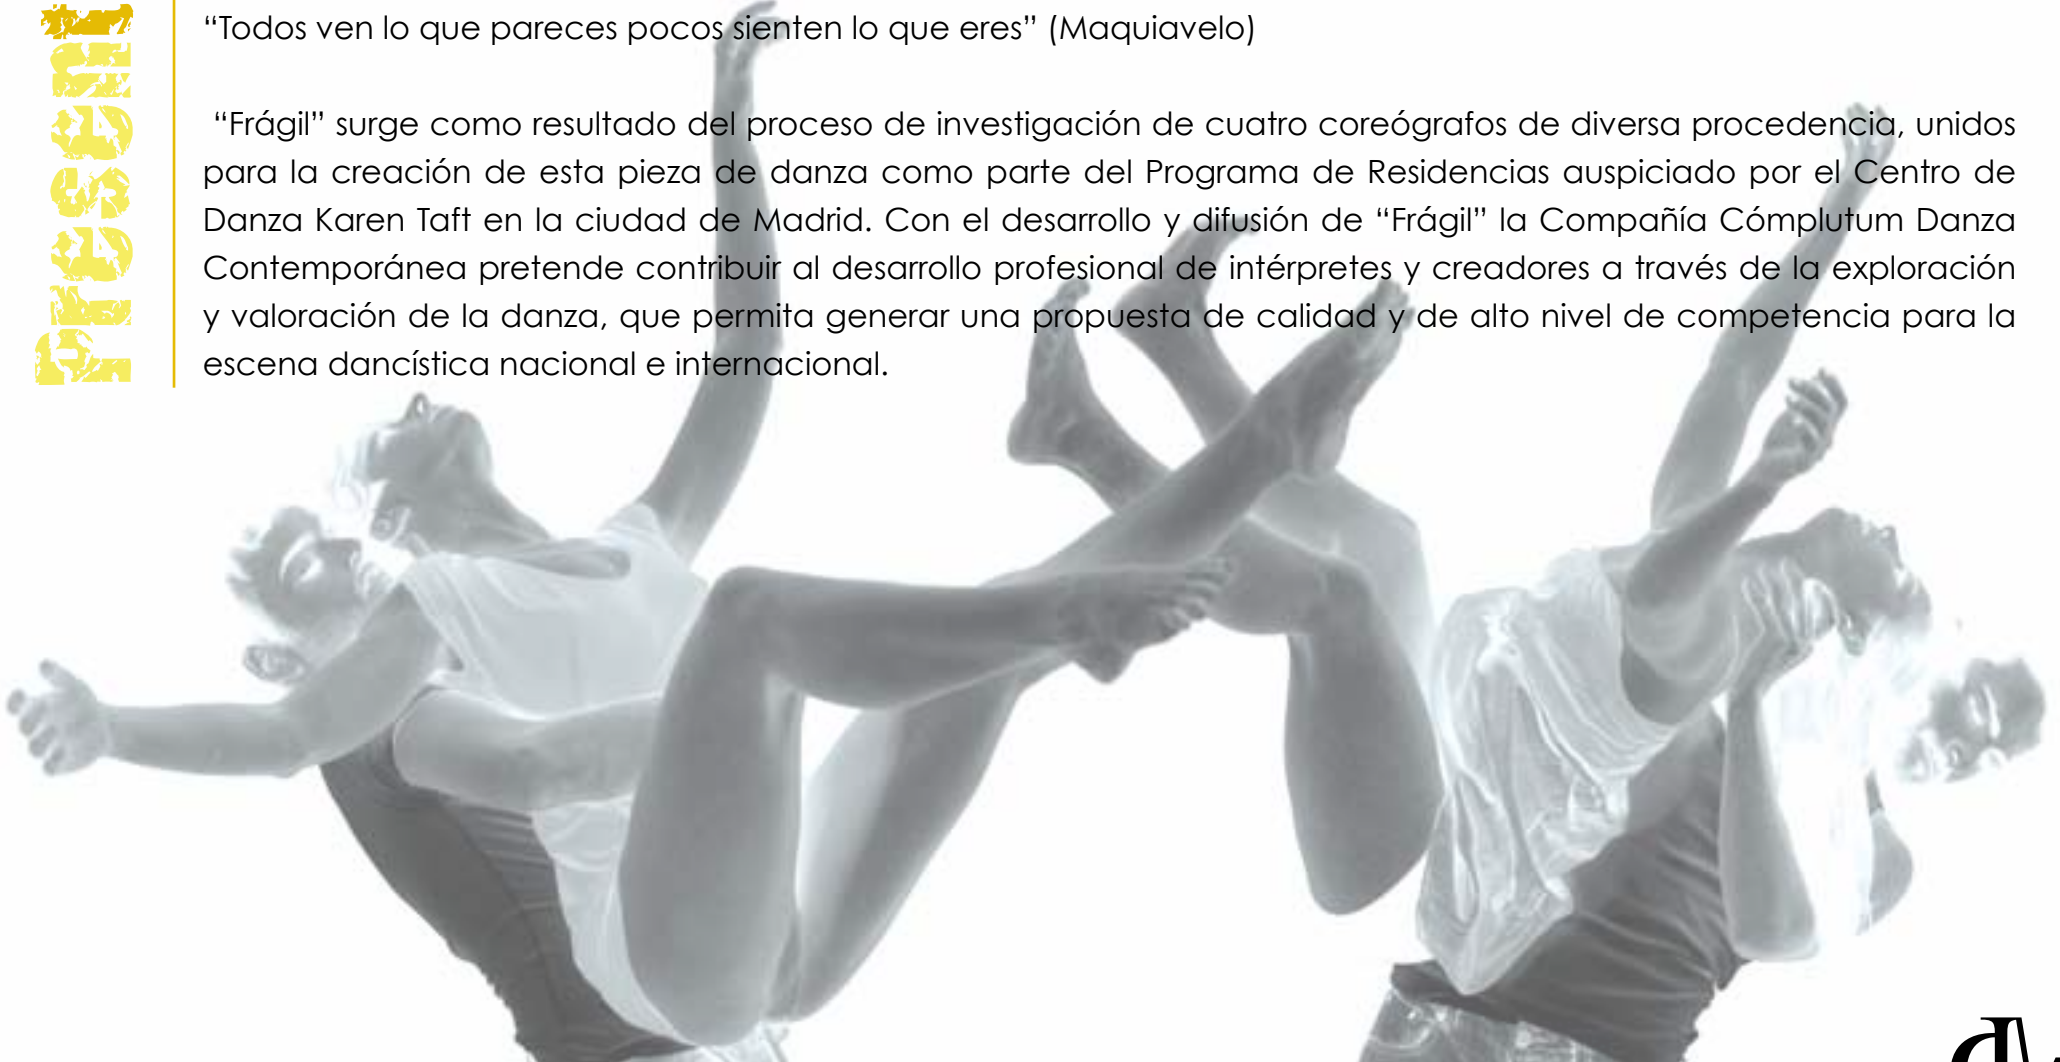 Present
“Todos ven lo que pareces pocos sienten lo que eres” (Maquiavelo)
“Frágil” surge como resultado del proceso de investigación de cuatro coreógrafos de diversa procedencia, unidos
para la creación de esta pieza de danza como parte del Programa de Residencias auspiciado por el Centro de
Danza Karen Taft en la ciudad de Madrid. Con el desarrollo y difusión de “Frágil” la Compañía Cómplutum Danza
Contemporánea pretende contribuir al desarrollo profesional de intérpretes y creadores a través de la exploración
y valoración de la danza, que permita generar una propuesta de calidad y de alto nivel de competencia para la
escena dancística nacional e internacional.